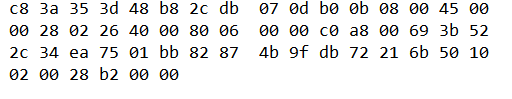 c8 3a 35 3d 48 b8 2c db 07 0d b0 0b 08 00 45 00
00 28 02 26 40 00 80 06 00 00 c0 a8 00 69 3b 52
2c 34 ea 75 01 bb 82 87 4b 9f db 72 21 6b 50 10
02 00 28 b2 00 00